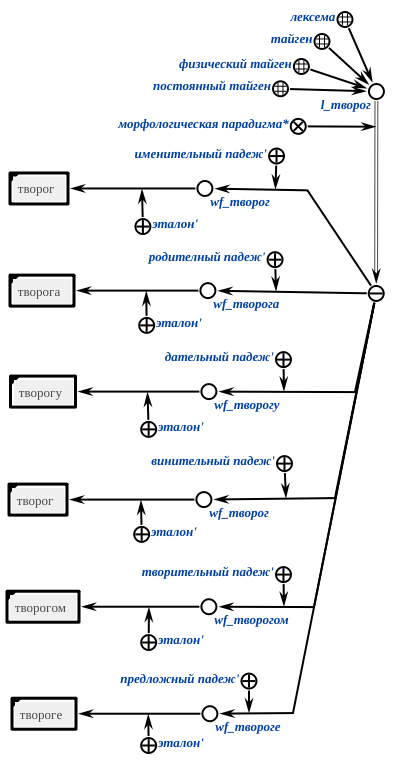 лексема
тайген
физический тайген
постоянный тайген
l_творог
морфологическая парадигма*
именительный падеж'
творог
wf_творог
эталон'
родителный падеж'
творога
wf_творога
эталон'
дательный падеж'
творогу
wf_творогу
эталон'
винительный падеж'
творог
wf_творог
эталон'
творительный падеж'
творогом
wf_творогом
эталон'
предложный падеж'
твороге
wf_твороге
эталон'